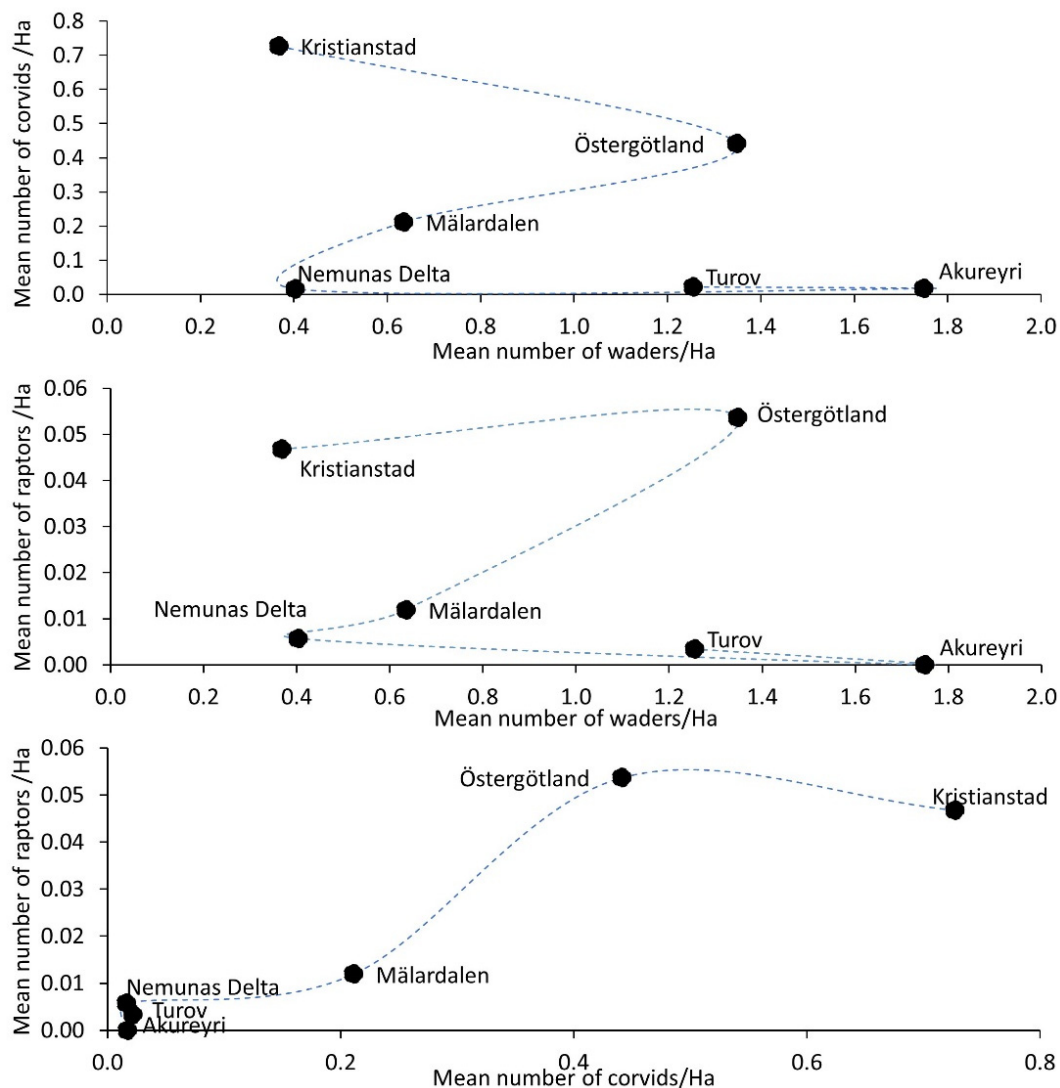 0.8
Kristianstad
0.7
0.6
0.5
Östergötland
0.4
0.3
Mälardalen
0.2
Nemunas Delta
Turov
Akureyri
0.1
0.0
Mean number of corvids /Ha
0.0 0.2 0.4 0.6 0.8 1.0 1.2 1.4 1.6 1.8 2.0
Mean number of waders/Ha
0.06
Östergötland
0.05
Kristianstad
0.04
0.03
0.02
Nemunas Delta
Mälardalen
0.01
Turov
Akureyri
0.00
Mean number of raptors /Ha
0.0 0.2 0.4 0.6 0.8 1.0 1.2 1.4 1.6 1.8 2.0
Mean number of waders/Ha
0.06
Östergötland
Kristianstad
0.05
0.04
0.03
0.02
Mälardalen
0.01
Nemunas Delta
Turov
Akureyri
0.00
Mean number of raptors /Ha
0.0 0.2 0.4 0.6 0.8
Mean number of corvids/Ha